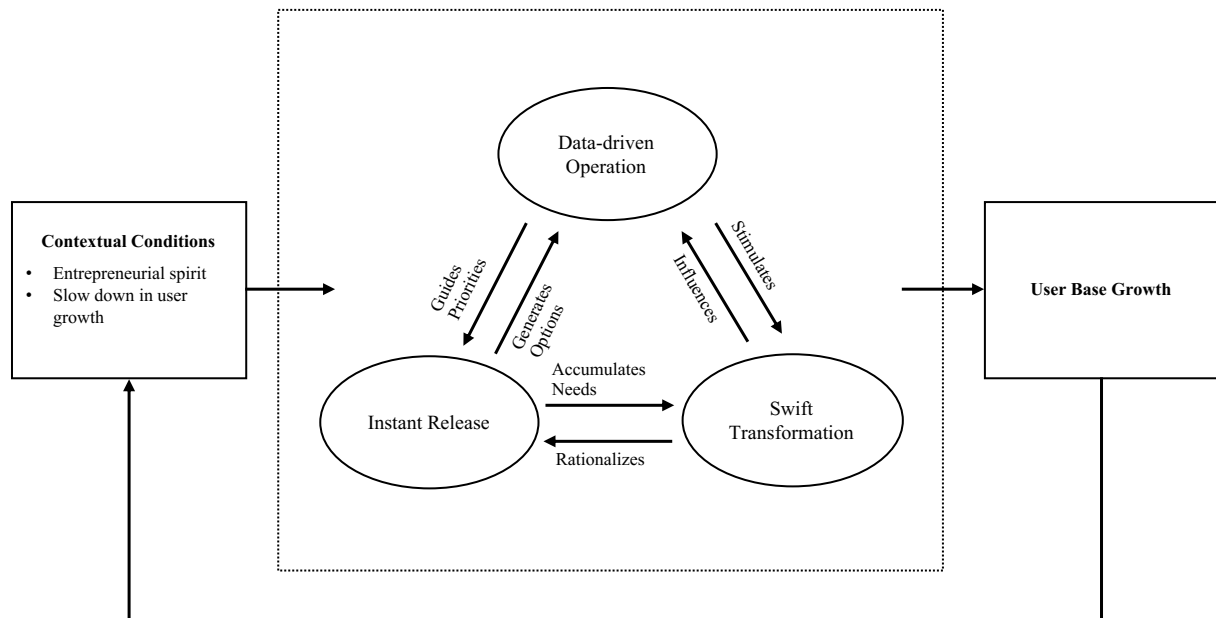 Data-driven
Operation
Contextual Conditions
• Entrepreneurial spirit
• Slow down in user
growth
Guides
Priorities
Generates
Options
Influences
Stimulates
User Base Growth
Instant Release
Accumulates
Needs
Rationalizes
Swift
Transformation